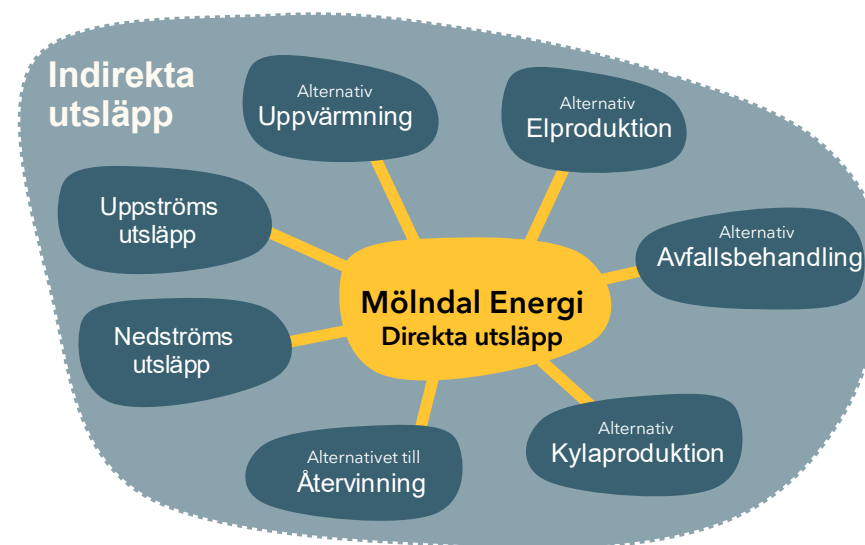 Indirekta
utsläpp
Alternativ
Uppvärmning
Alternativ
Elproduktion
Uppströms
utsläpp
Alternativ
Avfallsbehandling
Mölndal Energi
Direkta utsläpp
Nedströms
utsläpp
Alternativet till
Återvinning
Alternativ
Kylaproduktion